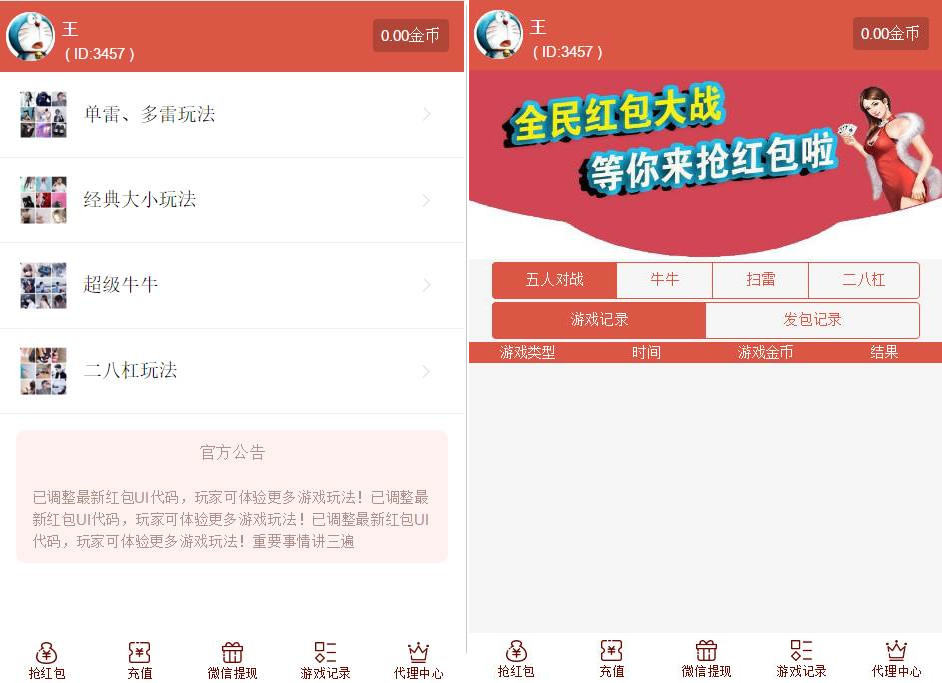 王
( ID:3457 )
0.00金币
单雷、多雷玩法
经典大小玩法
超级牛牛
二八杠玩法
官方公告
已调整最新红包UI代码，玩家可体验更多游戏玩法！已调整最
新红包UI代码，玩家可体验更多游戏玩法！已调整最新红包UI
代码，玩家可体验更多游戏玩法！重要事情讲三遍
抢红包 充值 微信提现 游戏记录 代理中心
王
( ID:3457 )
0.00金币
全民红包大战
等你来抢红包啦
五人对战 牛牛 扫雷 二八杠
游戏记录 发包记录
游戏类型 时间 游戏金币 结果
抢红包 充值 微信提现 游戏记录 代理中心